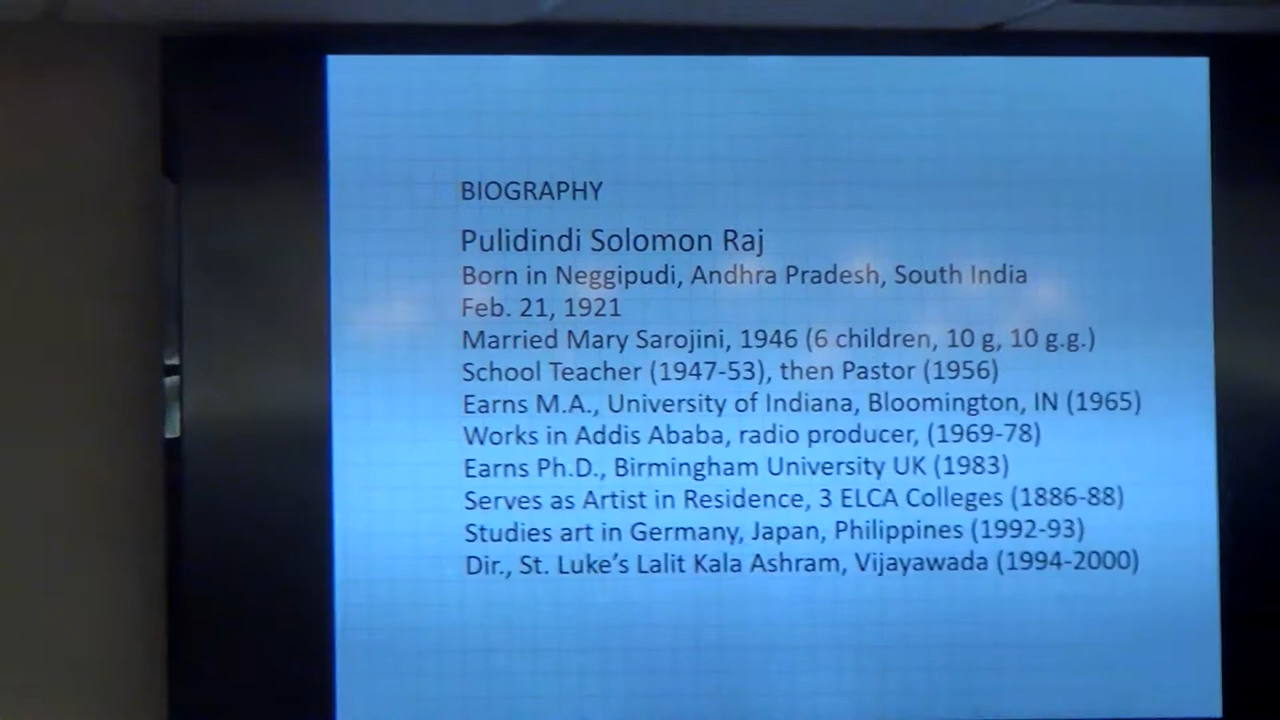 BIOGRAPHY
Pulidindi Solomon Raj
Born in Neggipudi, Andhra Pradesh, South India
Feb. 21, 1921
Married Mary Sarojini, 1946 (6 children, 10 g, 10 g.g.)
School Teacher (1947-53), then Pastor (1956)
Earns M.A., University of Indiana, Bloomington, IN (1965)
Works in Addis Ababa, radio producer, (1969-78)
Earns Ph.D., Birmingham University UK (1983)
Serves as Artist in Residence, 3 ELCA Colleges (1886-88)
Studies art in Germany, Japan, Philippines (1992-93)
Dir., St. Luke’s Lalit Kala Ashram, Vijayawada (1994-2000)